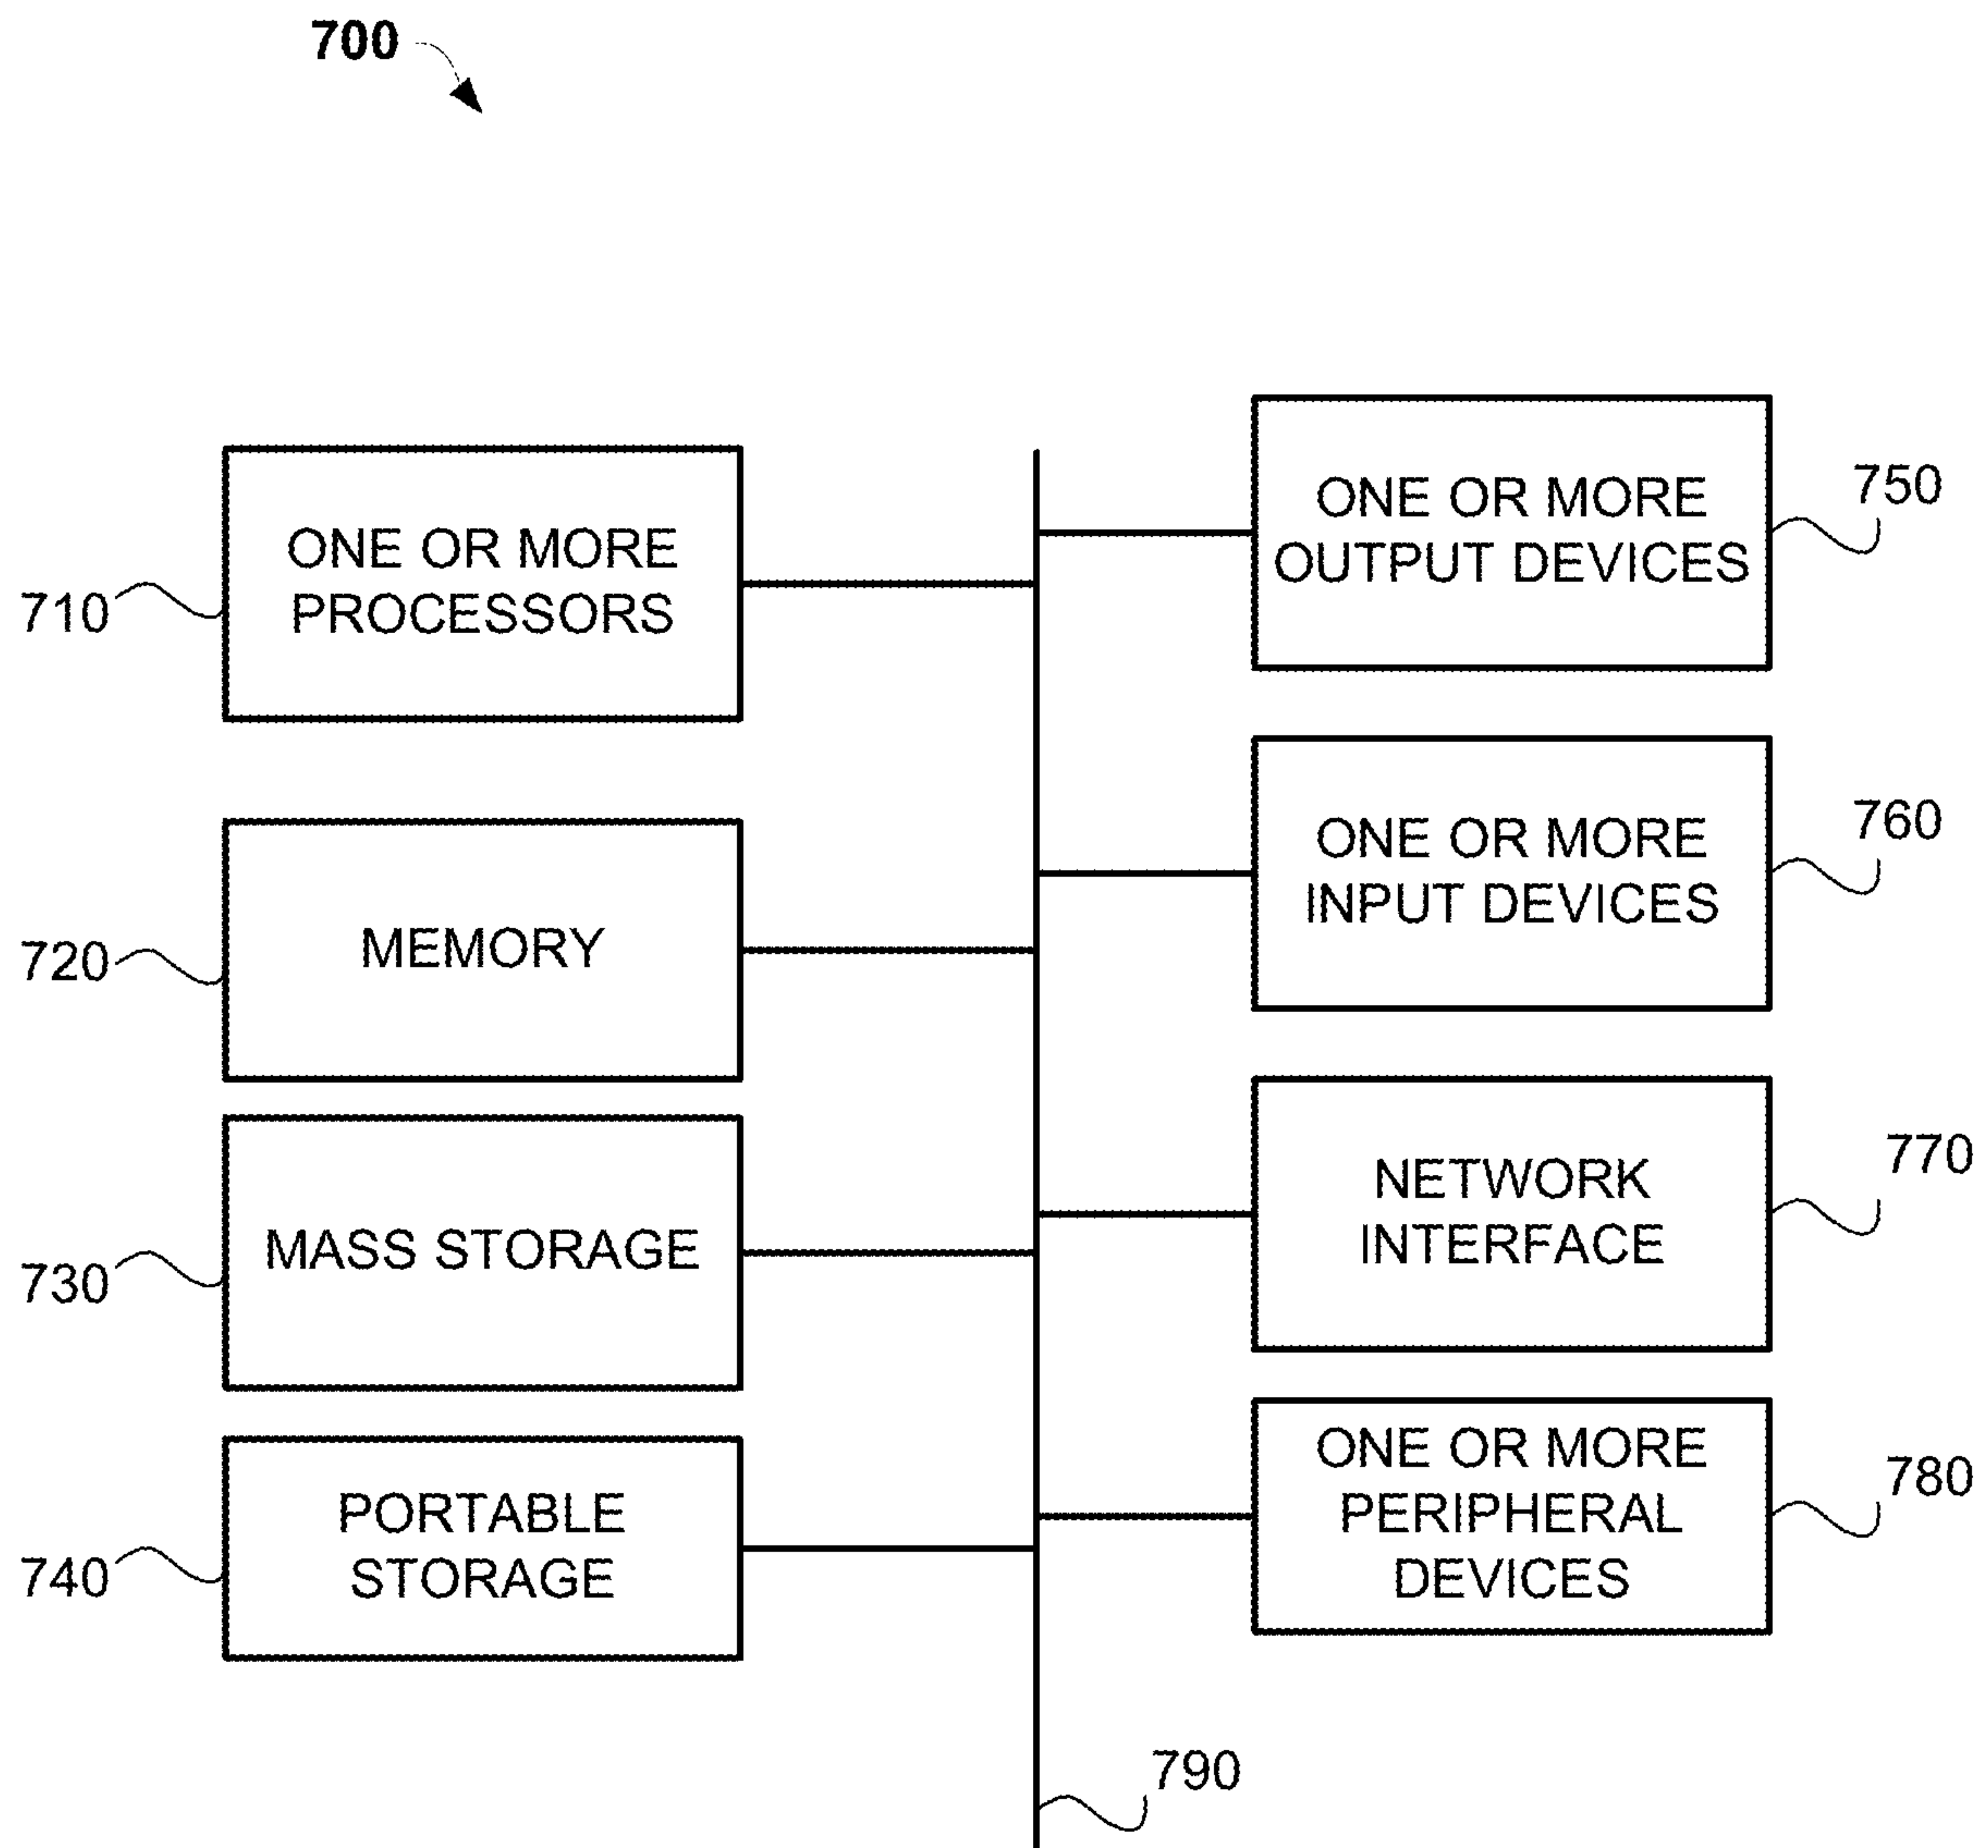 700
ONE OR MORE
PROCESSORS
710
MEMORY
720
MASS STORAGE
730
PORTABLE
STORAGE
740
ONE OR MORE
OUTPUT DEVICES
750
ONE OR MORE
INPUT DEVICES
760
NETWORK
INTERFACE
770
ONE OR MORE
PERIPHERAL
DEVICES
780
790